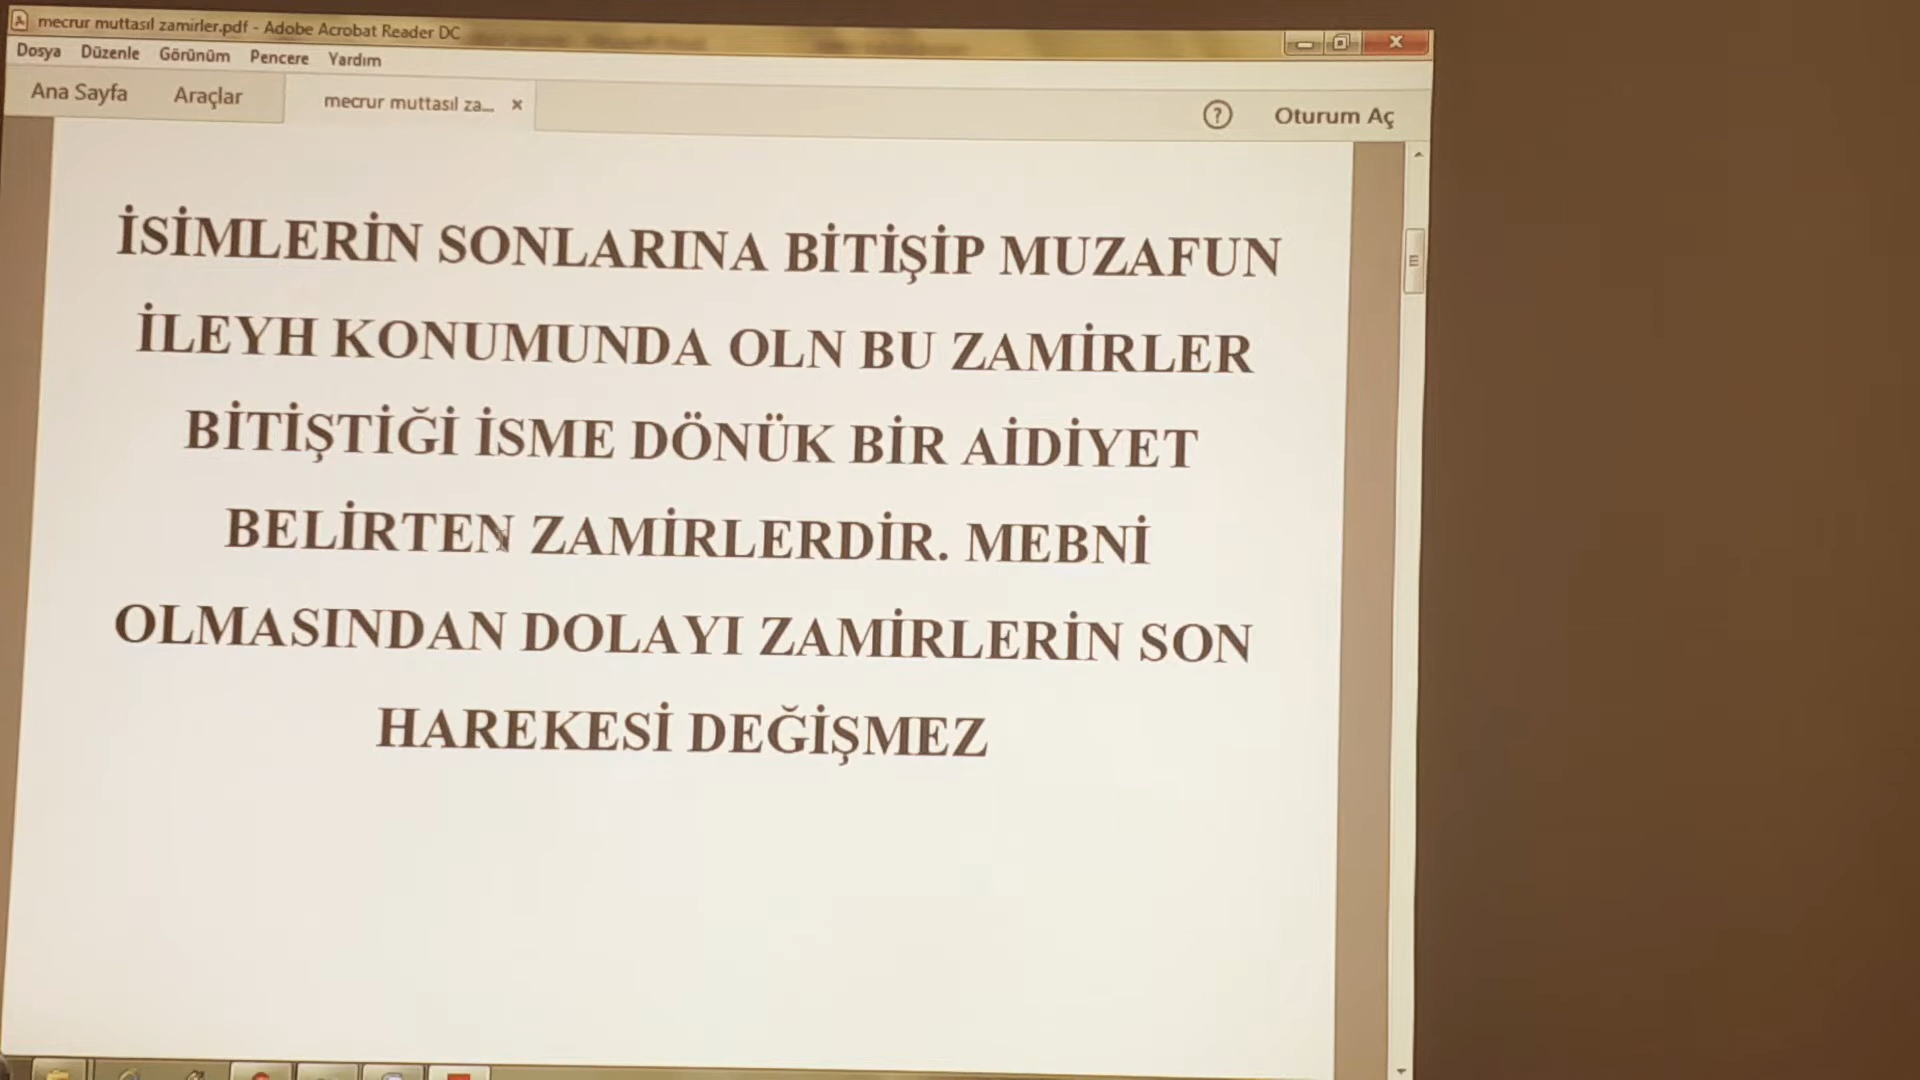 mecrur muttasıl zamirler.pdf - Adobe Acrobat Reader DC
Dosya Düzenle Görünüm Pencere Yardım
Ana Sayfa Araçlar mecrur muttasıl za... × ? Oturum Aç
İSİMLERİN SONLARINA BİTİŞİP MUZAFUN
İLEYH KONUMUNDA OLN BU ZAMİRLER
BİTİŞTİĞİ İSME DÖNÜK BİR AİDİYET
BELİRTEN ZAMİRLERDİR. MEBNİ
OLMASINDAN DOLAYI ZAMİRLERİN SON
HAREKESİ DEĞİŞMEZ